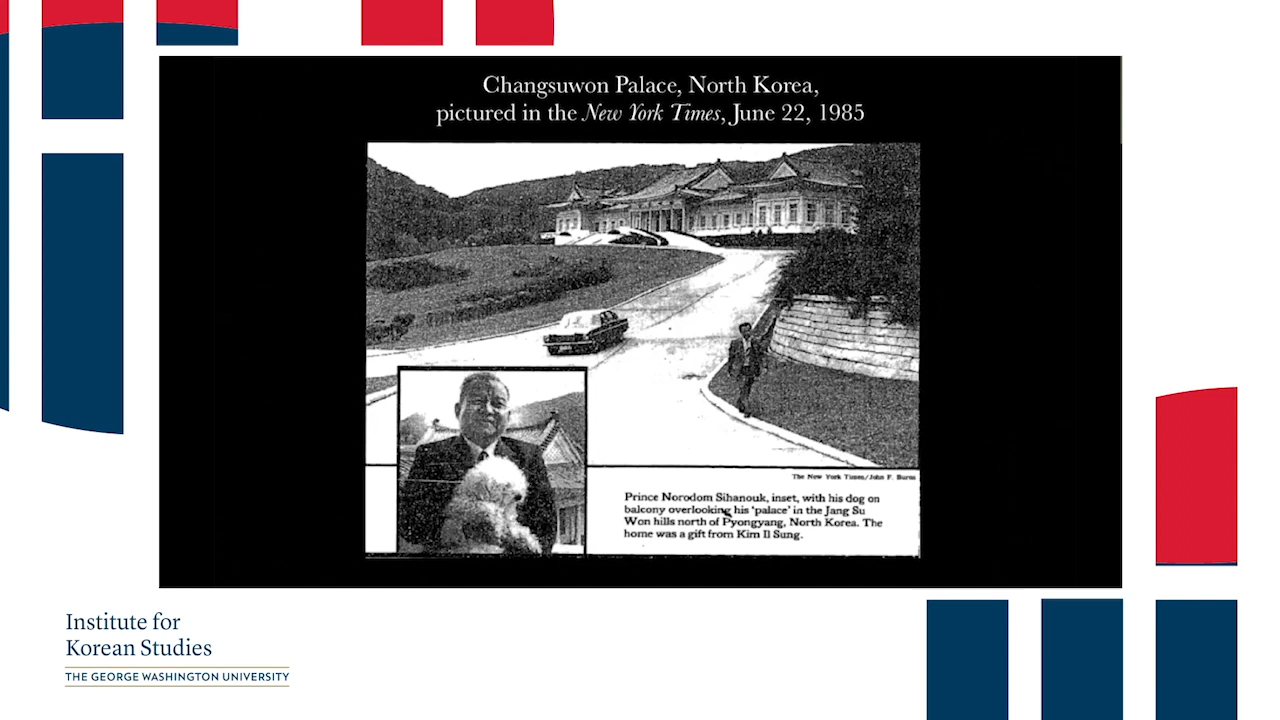 Changsuwon Palace, North Korea,
pictured in the New York Times, June 22, 1985
The New York Times/John F. Burns
Prince Norodom Sihanouk, inset, with his dog on
balcony overlooking his 'palace' in the Jang Su
Won hills north of Pyongyang, North Korea. The
home was a gift from Kim Il Sung.
Institute for
Korean Studies
THE GEORGE WASHINGTON UNIVERSITY